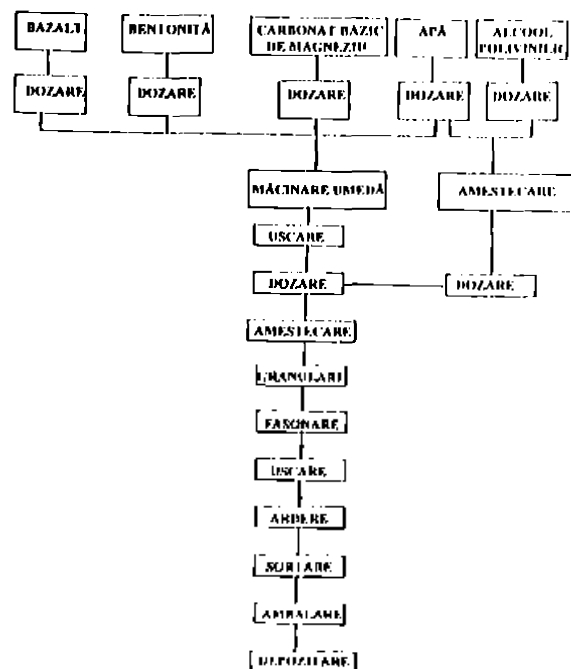 BAZALT
BENTONITĂ
CARBONAT BAZIC
DE MAGNEZIU
APĂ
ALCOOL
POLIVINILIC
DOZARE
DOZARE
DOZARE
DOZARE
DOZARE
MĂCINARE UMEDĂ
AMESTECARE
USCARE
DOZARE
DOZARE
AMESTECARE
GRANULARE
FASONARE
USCARE
ARDERE
SORTARE
AMBALARE
DEPOZITARE